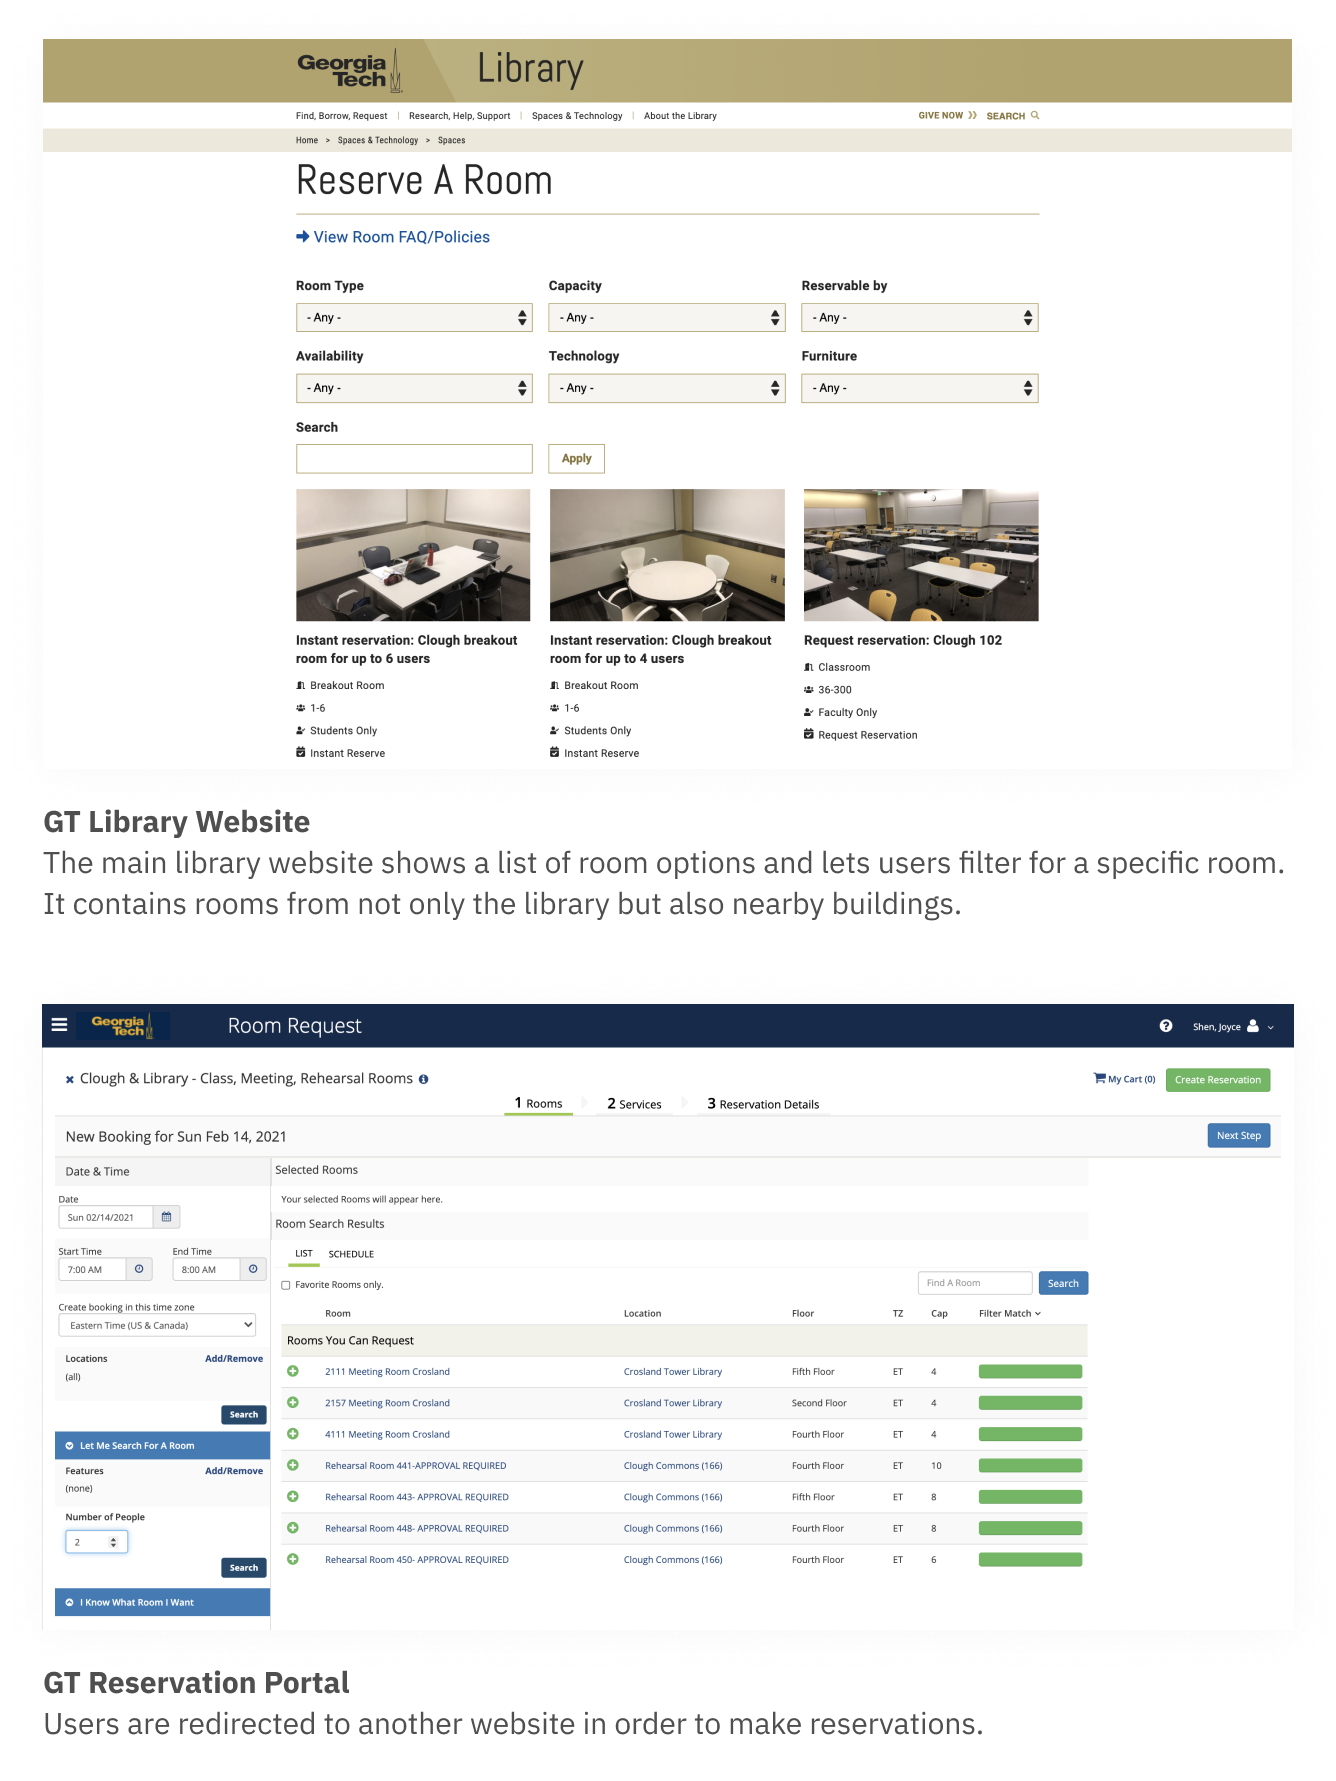 Georgia
Tech
Library
Find, Borrow, Request | Research, Help, Support | Spaces & Technology | About the Library
GIVE NOW SEARCH
Home > Spaces & Technology > Spaces
Reserve A Room
View Room FAQ/Policies
Room Type Capacity Reservable by
- Any - - Any - - Any -
Availability Technology Furniture
- Any - - Any - - Any -
Search
Apply
Instant reservation: Clough breakout
room for up to 6 users
Breakout Room
1-6
Students Only
Instant Reserve
Instant reservation: Clough breakout
room for up to 4 users
Breakout Room
1-6
Students Only
Instant Reserve
Request reservation: Clough 102
Classroom
36-300
Faculty Only
Request Reservation
GT Library Website
The main library website shows a list of room options and lets users filter for a specific room.
It contains rooms from not only the library but also nearby buildings.
Georgia
Tech
Room Request
Shen, Joyce
Clough & Library - Class, Meeting, Rehearsal Rooms
My Cart (0) Create Reservation
1 Rooms 2 Services 3 Reservation Details
New Booking for Sun Feb 14, 2021
Next Step
Date & Time
Date
Sun 02/14/2021
Start Time End Time
7:00 AM 8:00 AM
Create booking in this time zone
Eastern Time (US & Canada)
Locations Add/Remove
(all)
Search
Let Me Search For A Room
Features Add/Remove
(none)
Number of People
2
Search
I Know What Room I Want
Selected Rooms
Your selected Rooms will appear here.
Room Search Results
LIST SCHEDULE
Favorite Rooms only.
Find A Room Search
Room Location Floor TZ Cap Filter Match
Rooms You Can Request
2111 Meeting Room Crosland Crosland Tower Library Fifth Floor ET 4
2157 Meeting Room Crosland Crosland Tower Library Second Floor ET 4
4111 Meeting Room Crosland Crosland Tower Library Fourth Floor ET 4
Rehearsal Room 441-APPROVAL REQUIRED Clough Commons (166) Fourth Floor ET 10
Rehearsal Room 443- APPROVAL REQUIRED Clough Commons (166) Fifth Floor ET 8
Rehearsal Room 448- APPROVAL REQUIRED Clough Commons (166) Fourth Floor ET 8
Rehearsal Room 450- APPROVAL REQUIRED Clough Commons (166) Fourth Floor ET 6
GT Reservation Portal
Users are redirected to another website in order to make reservations.